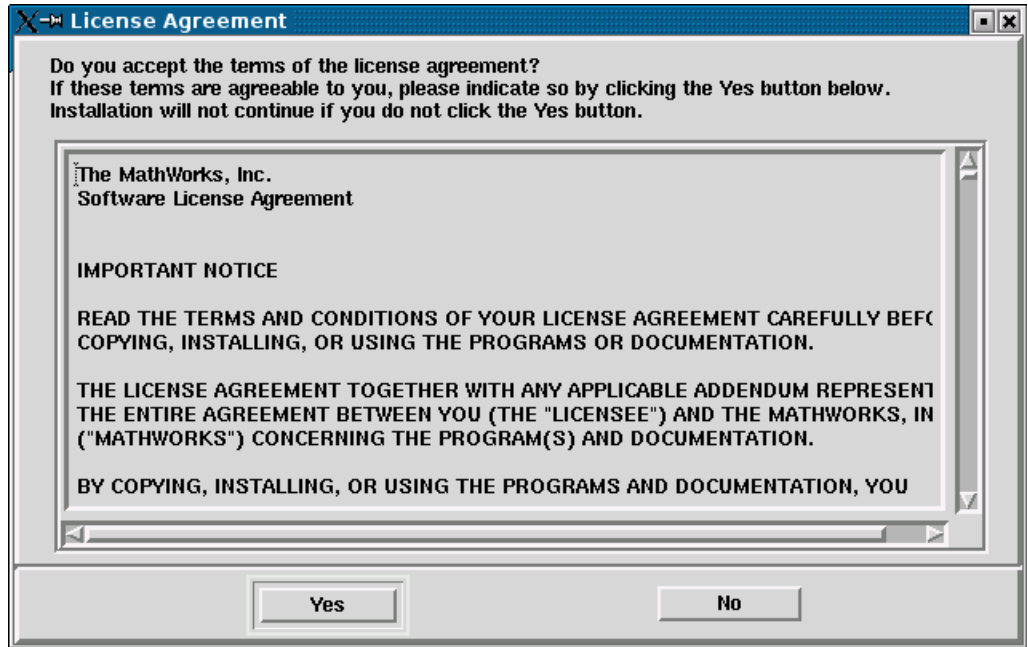 License Agreement
Do you accept the terms of the license agreement?
If these terms are agreeable to you, please indicate so by clicking the Yes button below.
Installation will not continue if you do not click the Yes button.
The MathWorks, Inc.
Software License Agreement
IMPORTANT NOTICE
READ THE TERMS AND CONDITIONS OF YOUR LICENSE AGREEMENT CAREFULLY
COPYING, INSTALLING, OR USING THE PROGRAMS OR DOCUMENTATION.
THE LICENSE AGREEMENT TOGETHER WITH ANY APPLICABLE ADDENDUM REPRESENT
THE ENTIRE AGREEMENT BETWEEN YOU (THE "LICENSEE") AND THE MATHWORKS, IN
("MATHWORKS") CONCERNING THE PROGRAM(S) AND DOCUMENTATION.
BY COPYING, INSTALLING, OR USING THE PROGRAMS AND DOCUMENTATION, YOU
Yes
No